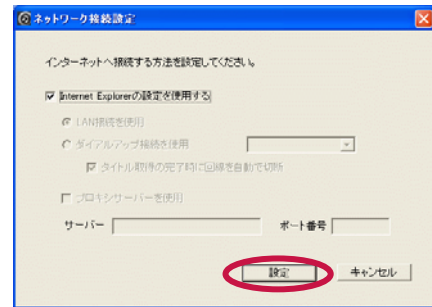 ネットワーク接続設定
インターネットへ接続する方法を設定してください。
Internet Explorerの設定を使用する
LAN接続を使用
ダイアルアップ接続を使用
タイトル取得の完了時に回線を自動で切断
プロキシサーバーを使用
サーバー ポート番号
設定 キャンセル